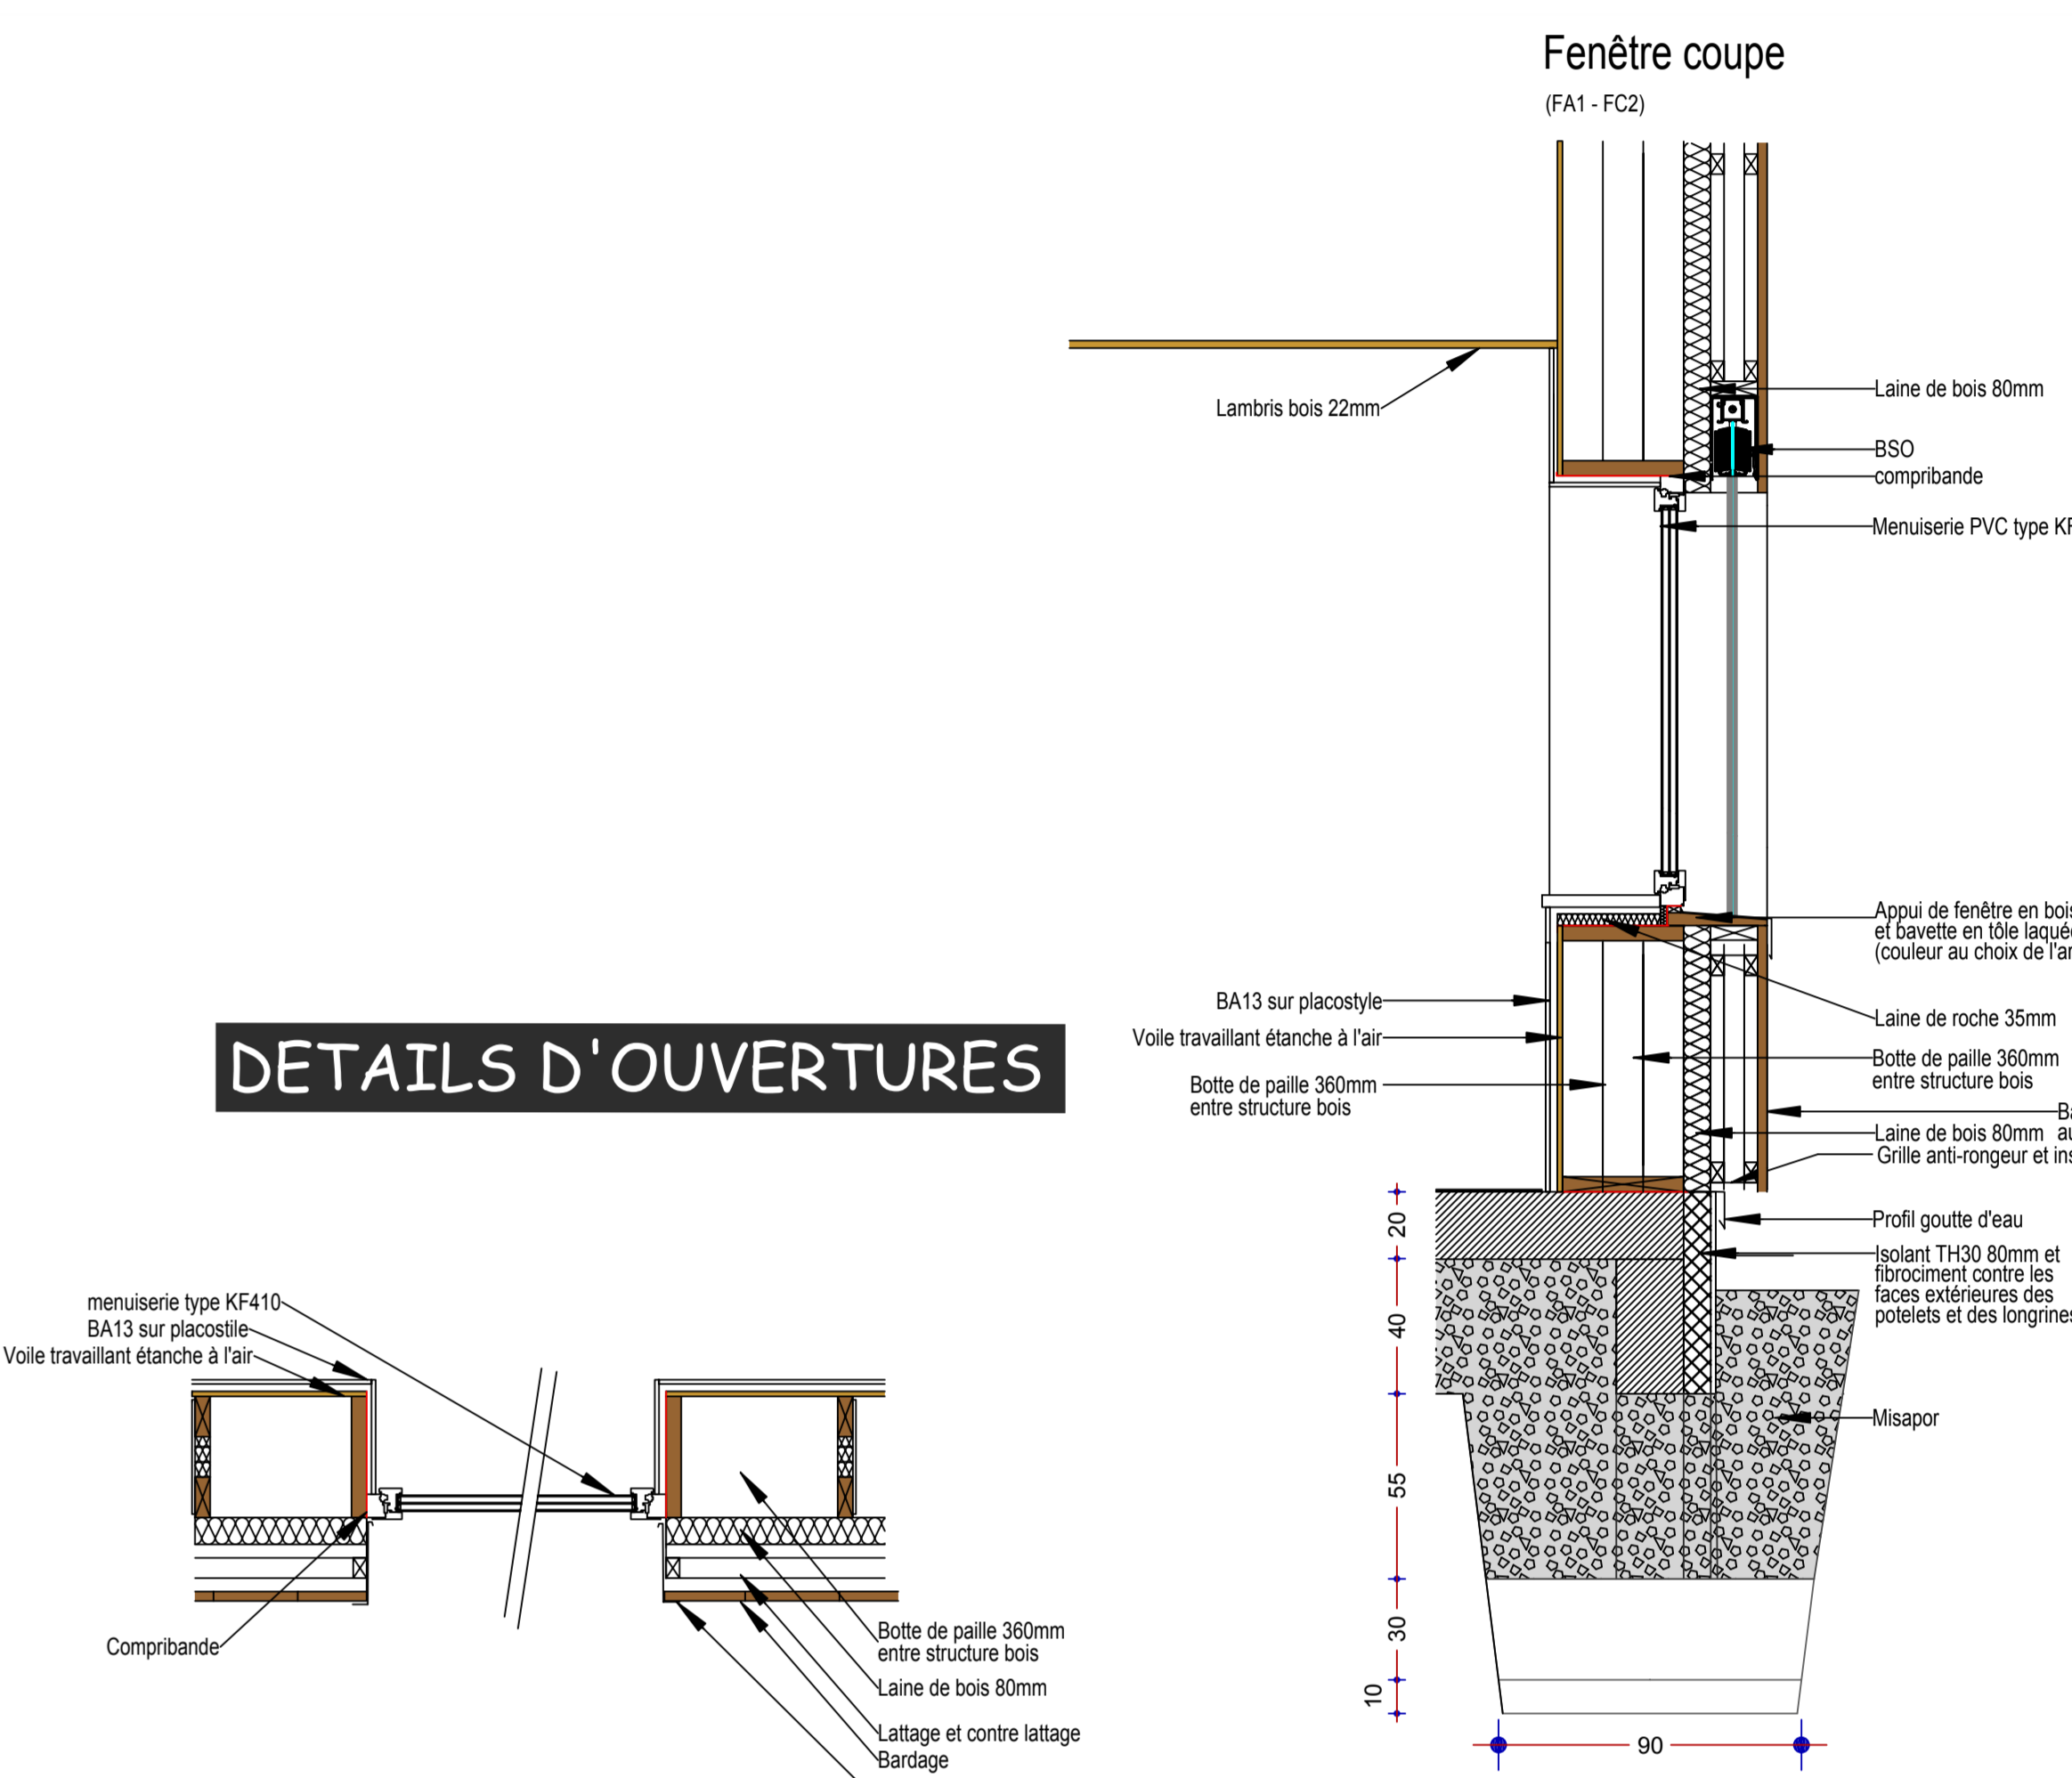 Fenêtre coupe
(FA1 - FC2)
Lambris bois 22mm
Laine de bois 80mm
BSO
compribande
Menuiserie PVC type
Appui de fenêtre en
et bavette en tôle
(couleur au choix de
BA13 sur placostyle
Voile travaillant étanche à l'air
Botte de paille 360mm
entre structure bois
Laine de roche 35mm
Botte de paille 360mm
entre structure bois
Laine de bois 80mm
Grille anti-rongeur et
Profil goutte d'eau
Isolant TH30 80mm et
fibrociment contre les
faces extérieures des
potelets et des
Misapor
20
40
55
30
10
90
DETAILS D'OUVERTURES
menuiserie type KF410
BA13 sur placostile
Voile travaillant étanche à l'air
Compribande
Botte de paille 360mm
entre structure bois
Laine de bois 80mm
Lattage et contre lattage
Bardage